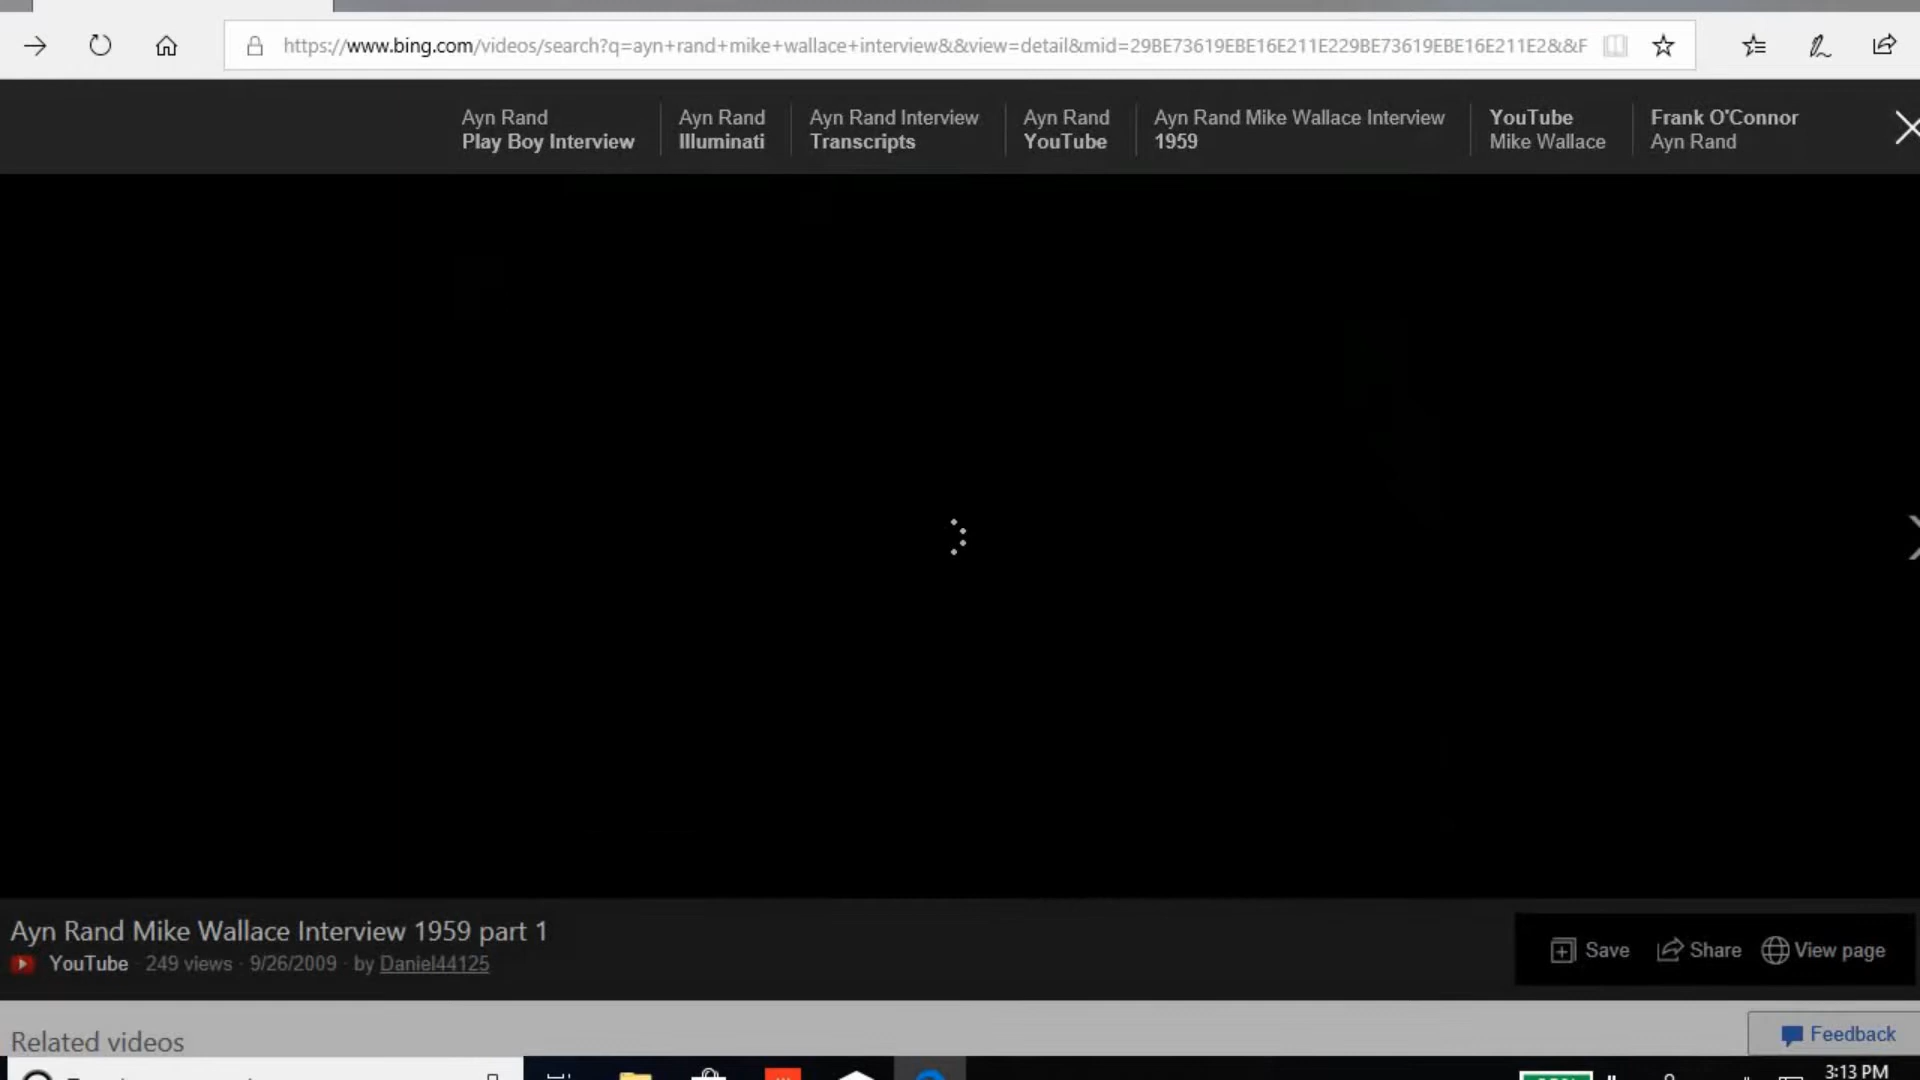 https://www.bing.com/videos/search?q=ayn+rand+mike+wallace+interview&&view=detail&mid=29BE73619EBE16E211E229BE73619EBE16E211E2&&F
Ayn Rand
Play Boy Interview
Ayn Rand
Illuminati
Ayn Rand Interview
Transcripts
Ayn Rand
YouTube
Ayn Rand Mike Wallace Interview
1959
YouTube
Mike Wallace
Frank O'Connor
Ayn Rand
Ayn Rand Mike Wallace Interview 1959 part 1
YouTube · 249 views · 9/26/2009 · by Daniel44125
Save
Share
View page
Related videos
Feedback
3:13 PM